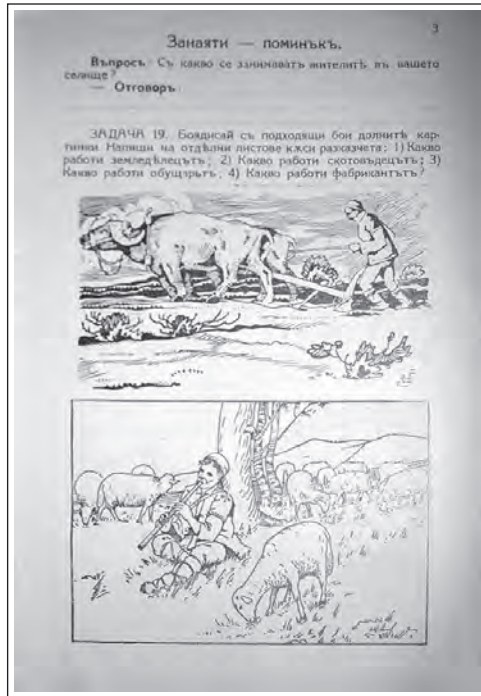 3
Занаяти — поминъкъ.
Въпросъ. Съ какво се занимаватъ жителитѣ въ вашето
селище?
— Отговоръ.
ЗАДАЧА 19. Боядисай съ подходящи бои долнитѣ кар-
тинки. Напиши на отдѣлни листове кѫси разказчета: 1) Какво
работи земледѣлецътъ; 2) Какво работи скотовъдецътъ; 3)
Какво работи обущарьтъ; 4) Какво работи фабрикантътъ?